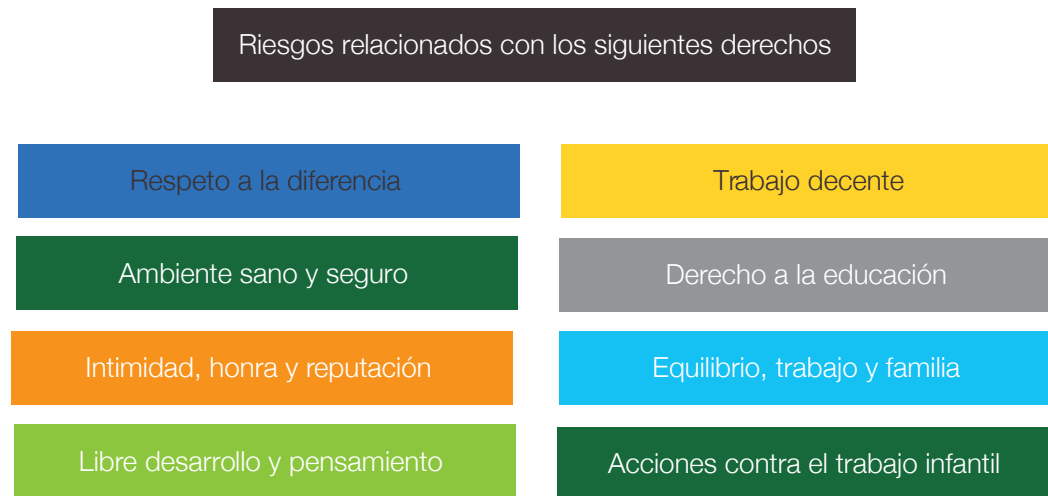 Riesgos relacionados con los siguientes derechos
Respeto a la diferencia
Trabajo decente
Ambiente sano y seguro
Derecho a la educación
Intimidad, honra y reputación
Equilibrio, trabajo y familia
Libre desarrollo y pensamiento
Acciones contra el trabajo infantil